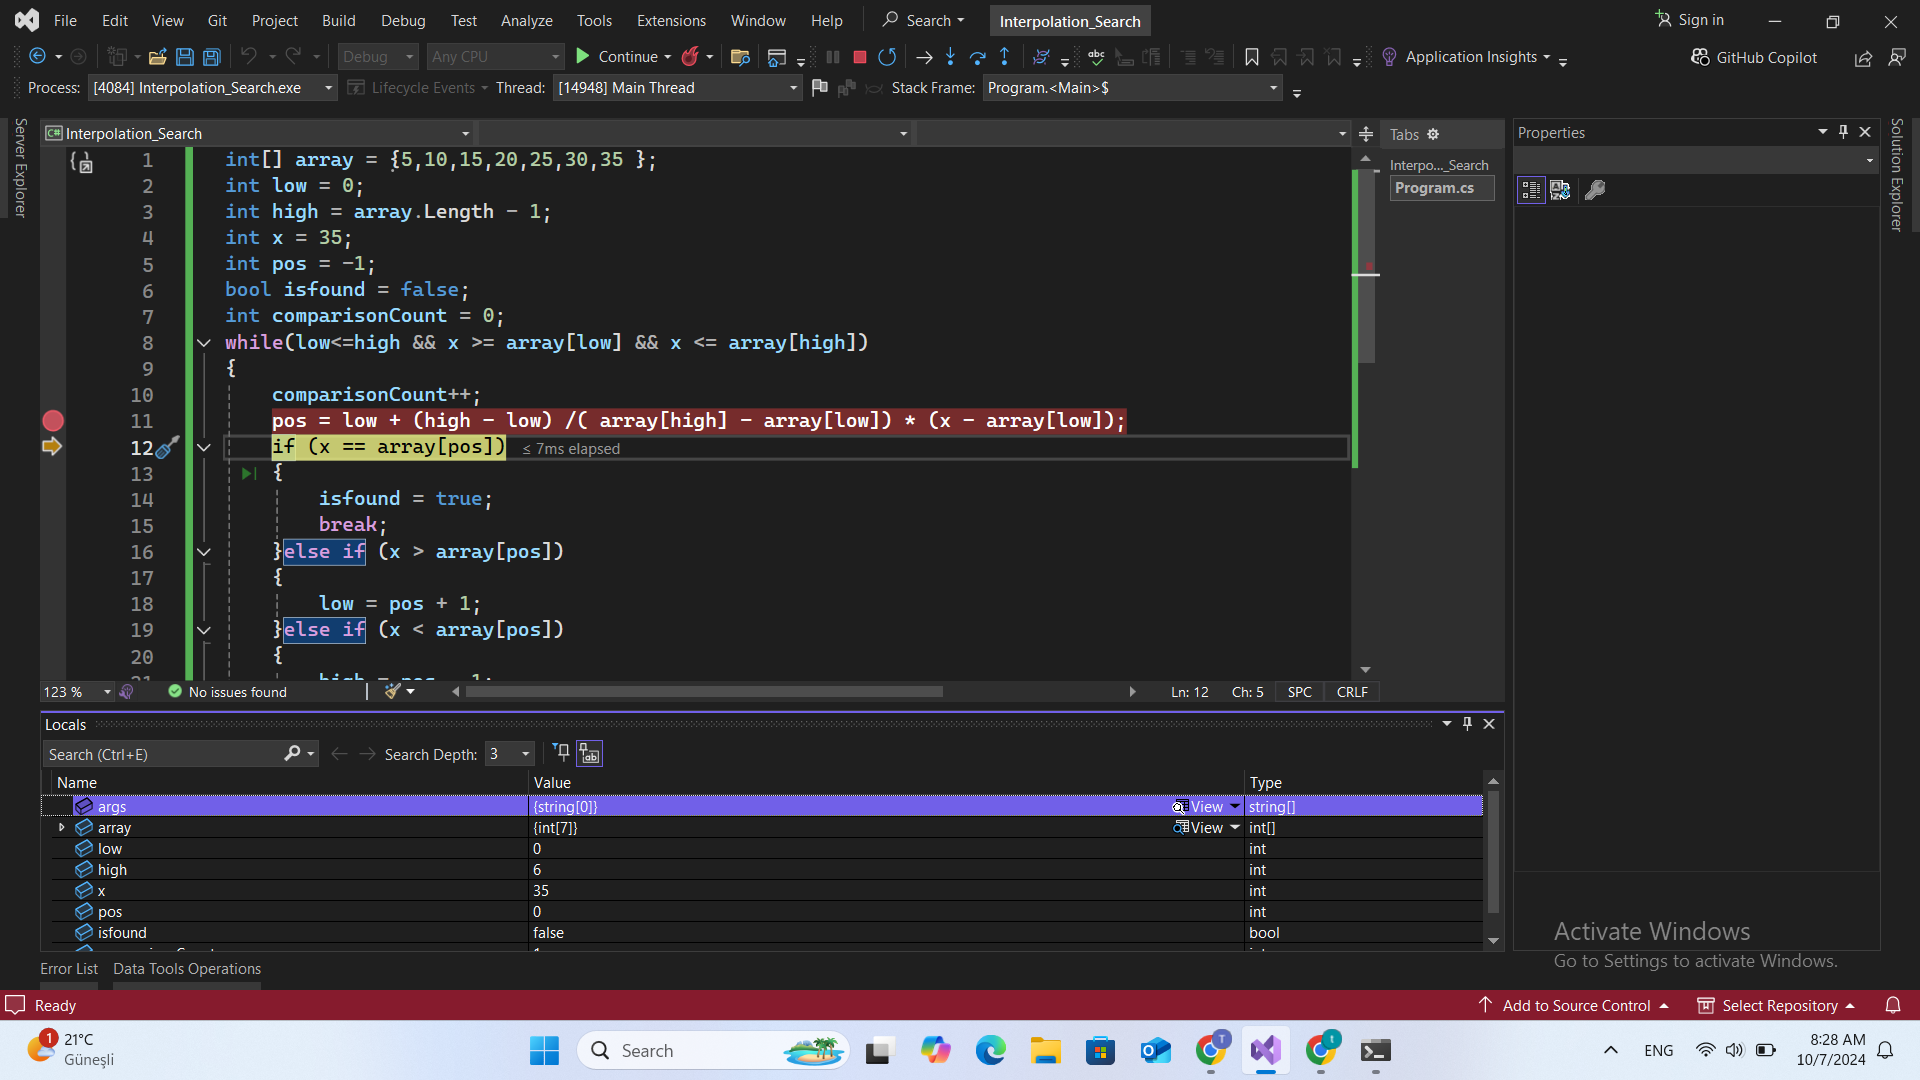 File Edit View Git Project Build Debug Test Analyze Tools Extensions Window Help Search Interpolation_Search Sign in
Debug Any CPU Continue Application Insights GitHub Copilot
Process: [4084] Interpolation_Search.exe Lifecycle Events Thread: [14948] Main Thread Stack Frame: Program.<Main>$
Server Explorer
Solution Explorer
C# Interpolation_Search
Tabs
Interpo..._Search
Program.cs
Properties
1 int[] array = {5,10,15,20,25,30,35 };
2 int low = 0;
3 int high = array.Length - 1;
4 int x = 35;
5 int pos = -1;
6 bool isfound = false;
7 int comparisonCount = 0;
8 while(low<=high && x >= array[low] && x <= array[high])
9 {
10 comparisonCount++;
11 pos = low + (high - low) /( array[high] - array[low]) * (x - array[low]);
12 if (x == array[pos]) ≤ 7ms elapsed
13 {
14 isfound = true;
15 break;
16 }else if (x > array[pos])
17 {
18 low = pos + 1;
19 }else if (x < array[pos])
20 {
123 % No issues found Ln: 12 Ch: 5 SPC CRLF
Locals
Search (Ctrl+E) Search Depth: 3
Name Value Type
args {string[0]} View string[]
array {int[7]} View int[]
low 0 int
high 6 int
x 35 int
pos 0 int
isfound false bool
Error List Data Tools Operations
Activate Windows
Go to Settings to activate Windows.
Ready Add to Source Control Select Repository
1 21°C
Güneşli
Search
ENG
8:28 AM
10/7/2024